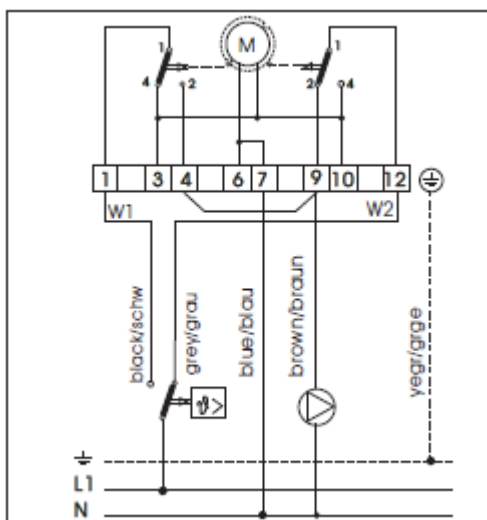 M
1 1
4 2 2 4
1 3 4 6 7 9 10 12
W1 W2
black/schw
grey/grau
blue/blau
brown/braun
yegr/grge
ϑ>
L1
N